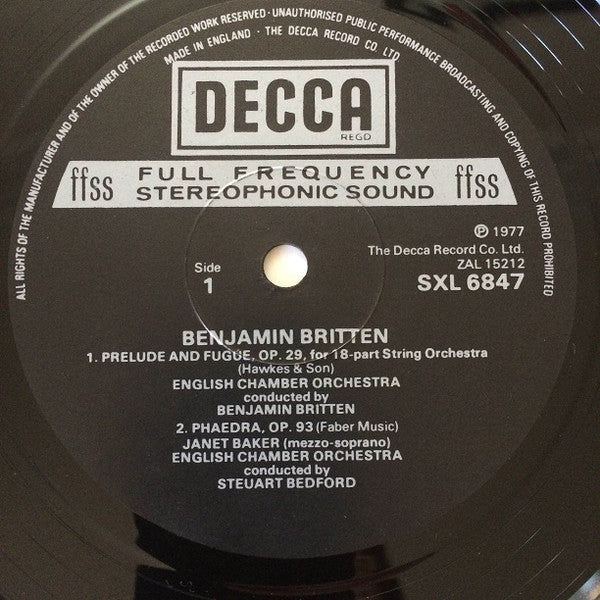 ALL RIGHTS OF THE MANUFACTURER AND OF THE OWNER OF THE RECORDED WORK RESERVED · UNAUTHORISED PUBLIC PERFORMANCE BROADCASTING AND COPYING OF THIS RECORD PROHIBITED
MADE IN ENGLAND · THE DECCA RECORD CO. LTD
DECCA
REGD
ffss FULL FREQUENCY ffss
STEREOPHONIC SOUND
℗ 1977
The Decca Record Co. Ltd.
Side ZAL 15212
1 SXL 6847
BENJAMIN BRITTEN
1. PRELUDE AND FUGUE, OP. 29, for 18-part String Orchestra
(Hawkes & Son)
ENGLISH CHAMBER ORCHESTRA
conducted by
BENJAMIN BRITTEN
2. PHAEDRA, OP. 93 (Faber Music)
JANET BAKER (mezzo-soprano)
ENGLISH CHAMBER ORCHESTRA
conducted by
STEUART BEDFORD